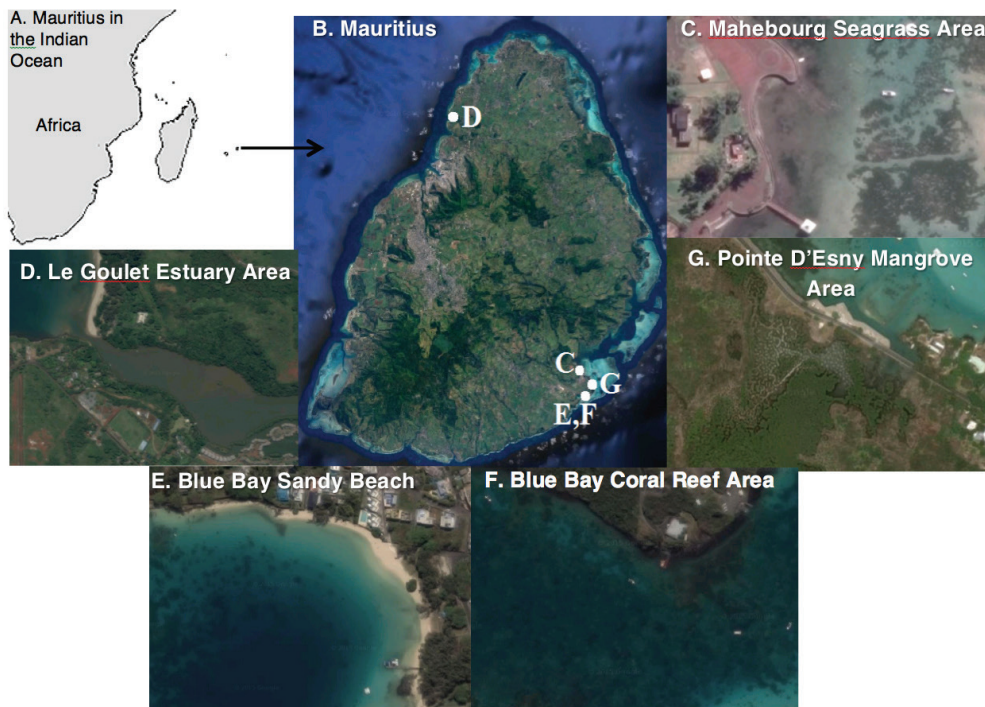 A. Mauritius in
the Indian
Ocean
Africa
B. Mauritius
D
C
G
E,F
C. Mahebourg Seagrass Area
D. Le Goulet Estuary Area
G. Pointe D'Esny Mangrove
Area
E. Blue Bay Sandy Beach
F. Blue Bay Coral Reef Area